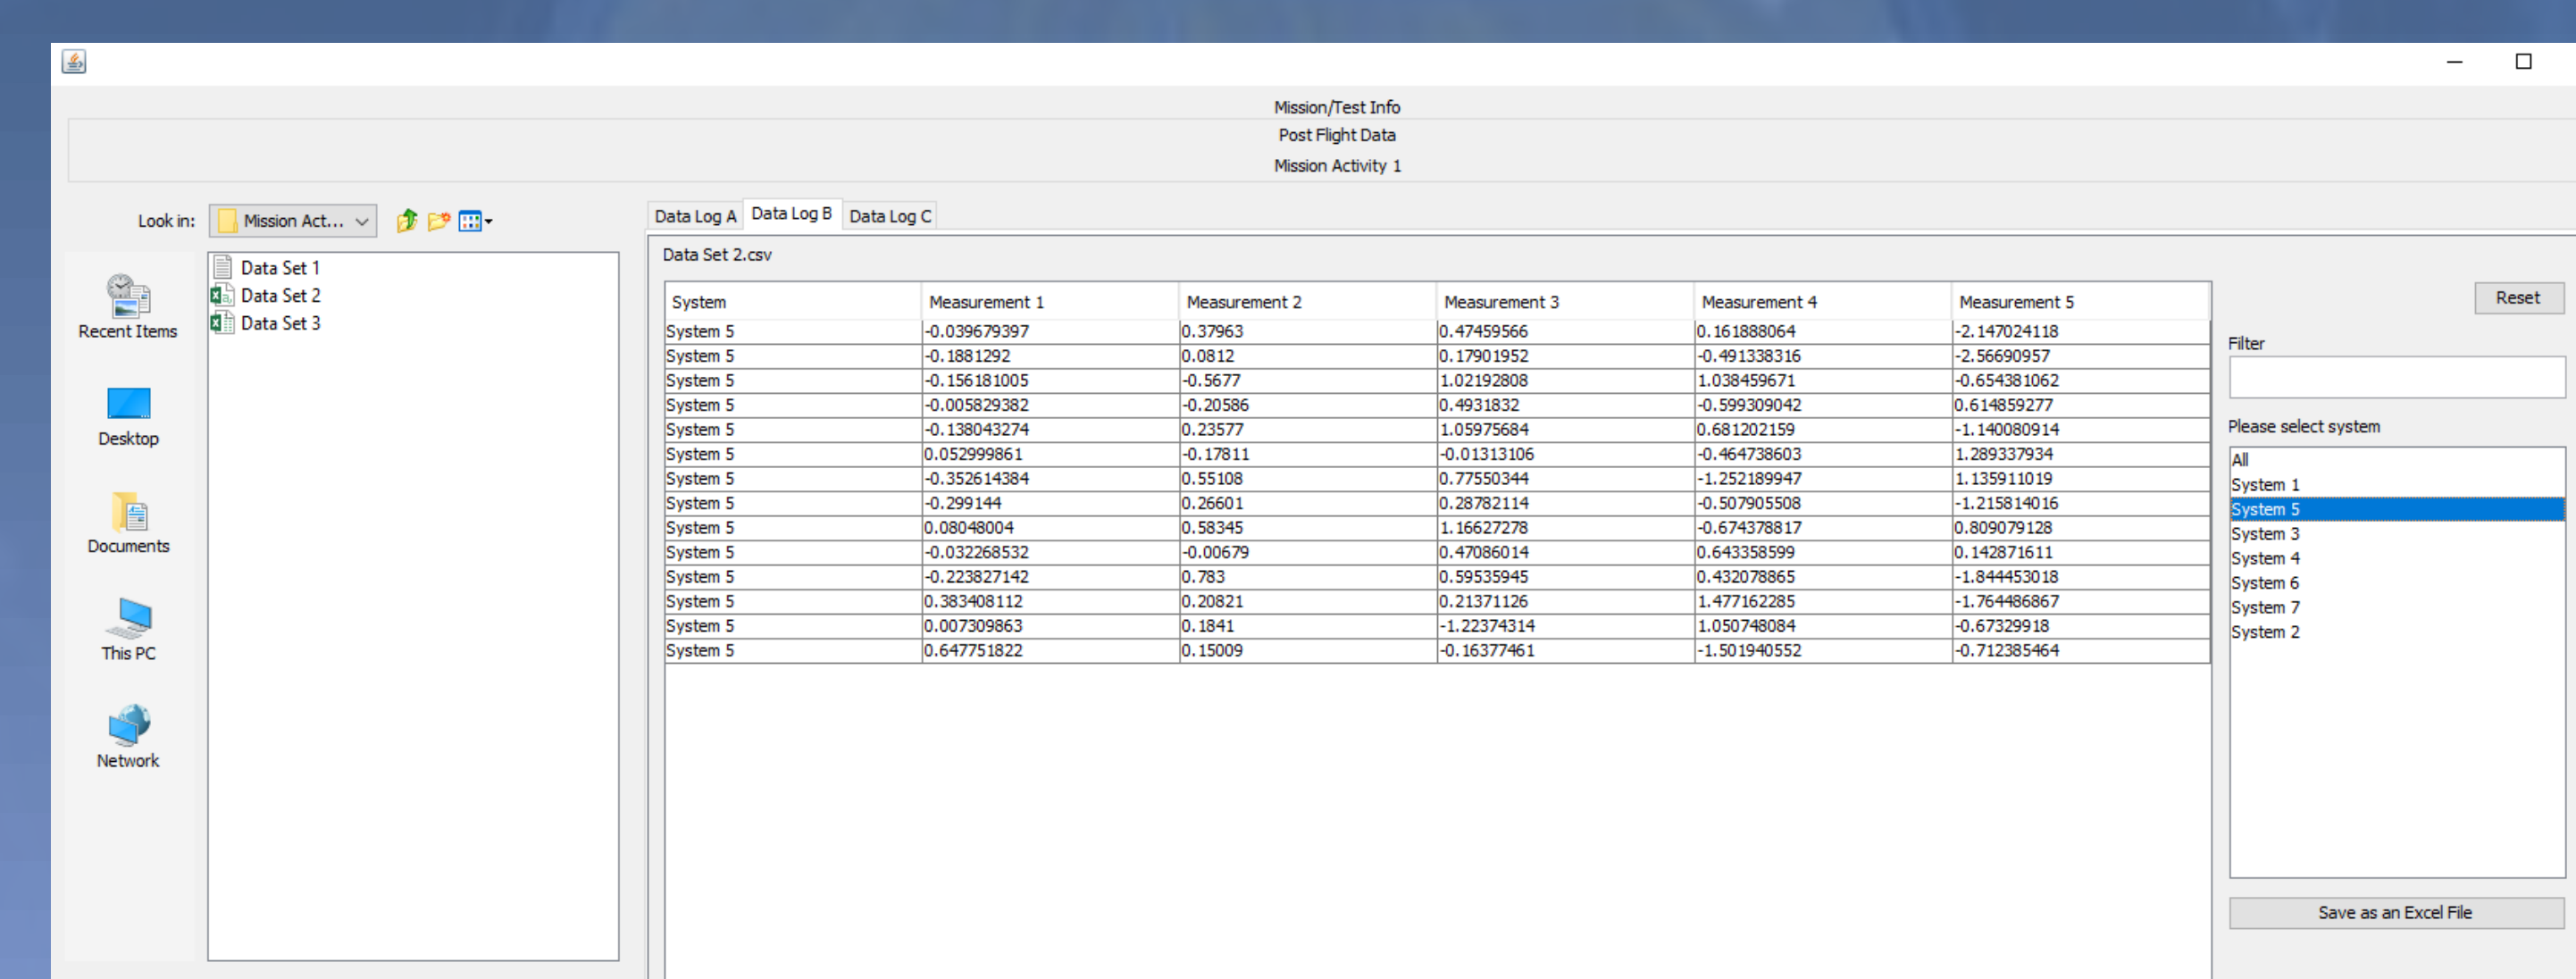 Mission/Test Info
Post Flight Data
Mission Activity 1
Look in: Mission Act...
Recent Items
Desktop
Documents
This PC
Network
Data Set 1
Data Set 2
Data Set 3
Data Log A Data Log B Data Log C
Data Set 2.csv
System Measurement 1 Measurement 2 Measurement 3 Measurement 4 Measurement 5
System 5 -0.039679397 0.37963 0.47459566 0.161888064 -2.147024118
System 5 -0.1881292 0.0812 0.17901952 -0.491338316 -2.56690957
System 5 -0.156181005 -0.5677 1.02192808 1.038459671 -0.654381062
System 5 -0.005829382 -0.20586 0.4931832 -0.599309042 0.614859277
System 5 -0.138043274 0.23577 1.05975684 0.681202159 -1.140080914
System 5 0.052999861 -0.17811 -0.01313106 -0.464738603 1.289337934
System 5 -0.352614384 0.55108 0.77550344 -1.252189947 1.135911019
System 5 -0.299144 0.26601 0.28782114 -0.507905508 -1.215814016
System 5 0.08048004 0.58345 1.16627278 -0.674378817 0.809079128
System 5 -0.032268532 -0.00679 0.47086014 0.643358599 0.142871611
System 5 -0.223827142 0.783 0.59535945 0.432078865 -1.844453018
System 5 0.383408112 0.20821 0.21371126 1.477162285 -1.764486867
System 5 0.007309863 0.1841 -1.22374314 1.050748084 -0.67329918
System 5 0.647751822 0.15009 -0.16377461 -1.501940552 -0.712385464
Reset
Filter
Please select system
All
System 1
System 5
System 3
System 4
System 6
System 7
System 2
Save as an Excel File